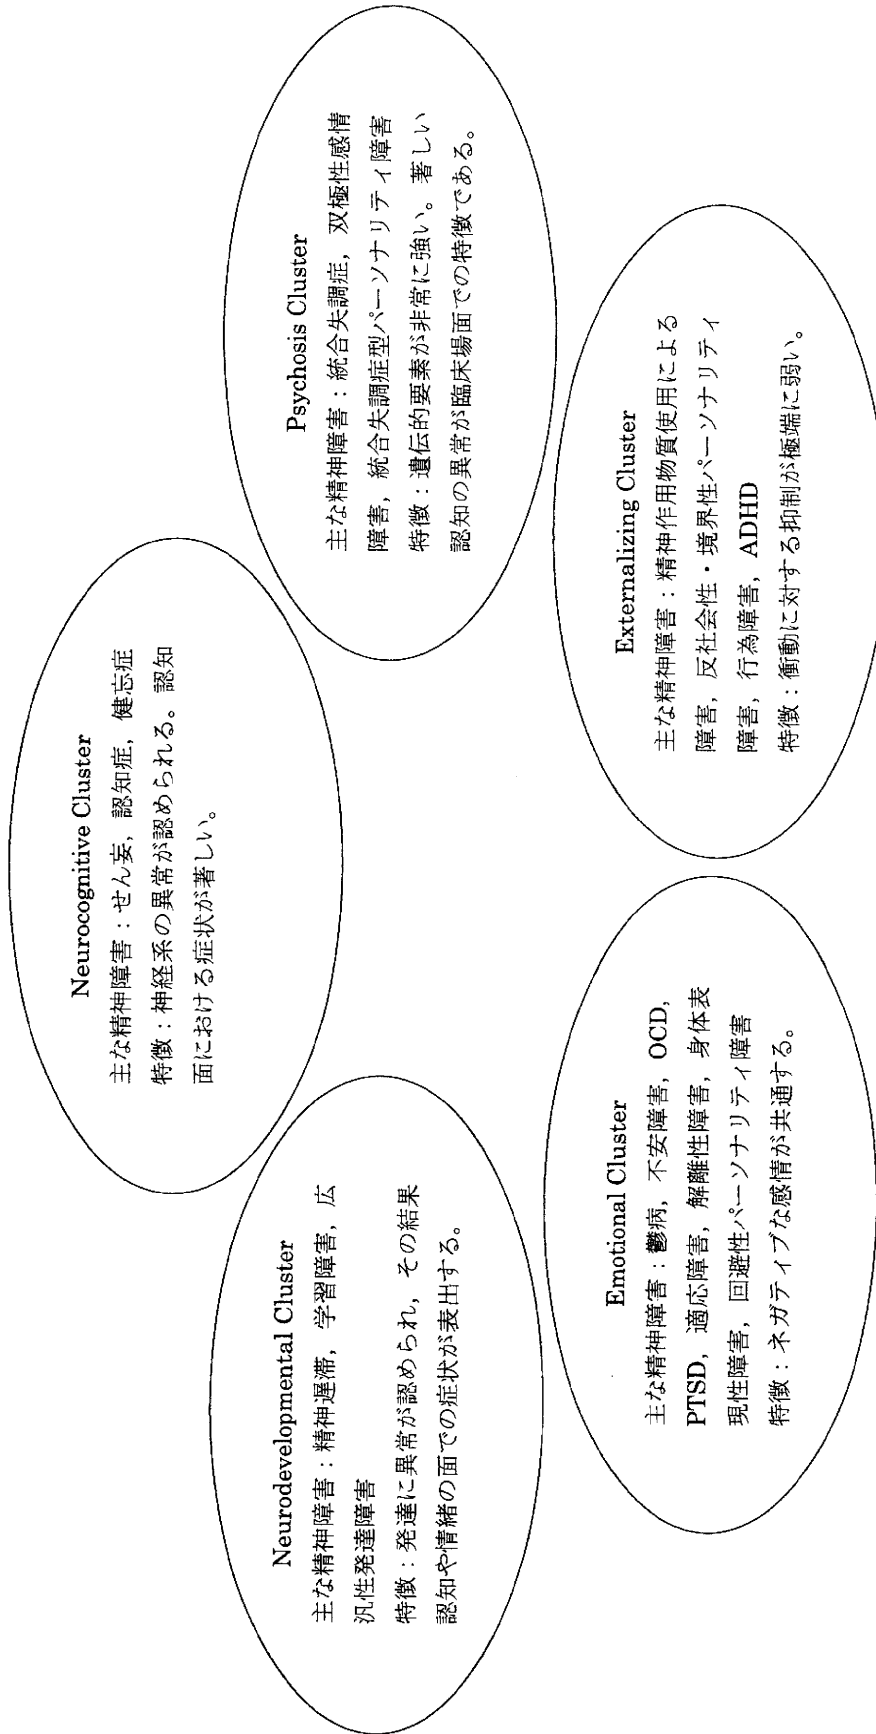 Neurocognitive Cluster
主な精神障害：せん妄，認知症，健忘症
特徴：神経系の異常が認められる。認知
面における症状が著しい。
Neurodevelopmental Cluster
主な精神障害：精神遅滞，学習障害，広
汎性発達障害
特徴：発達に異常が認められ，その結果
認知や情緒の面での症状が表出する。
Psychosis Cluster
主な精神障害：統合失調症，双極性感情
障害，統合失調症型パーソナリティ障害
特徴：遺伝的要素が非常に強い。著しい
認知の異常が臨床場面での特徴である。
Emotional Cluster
主な精神障害：鬱病，不安障害，OCD，
PTSD，適応障害，解離性障害，身体表
現性障害，回避性パーソナリティ障害
特徴：ネガティブな感情が共通する。
Externalizing Cluster
主な精神障害：精神作用物質使用による
障害，反社会性・境界性パーソナリティ
障害，行為障害，ADHD
特徴：衝動に対する抑制が極端に弱い。